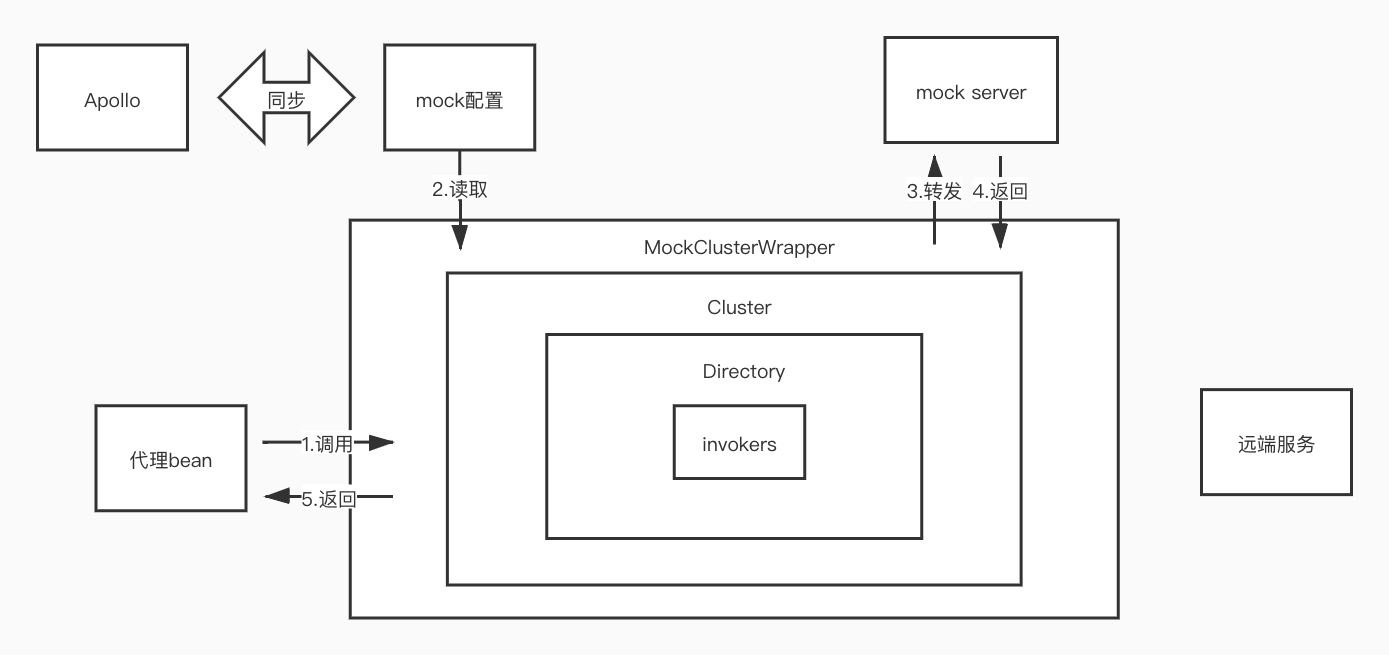 Apollo
同步
mock配置
mock server
2.读取
3.转发
4.返回
MockClusterWrapper
Cluster
Directory
invokers
代理bean
1.调用
5.返回
远端服务